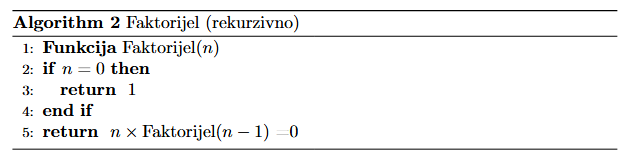 Algorithm 2 Faktorijel (rekurzivno)
1: Funkcija Faktorijel(n)
2: if n = 0 then
3: return 1
4: end if
5: return n × Faktorijel(n − 1) =0